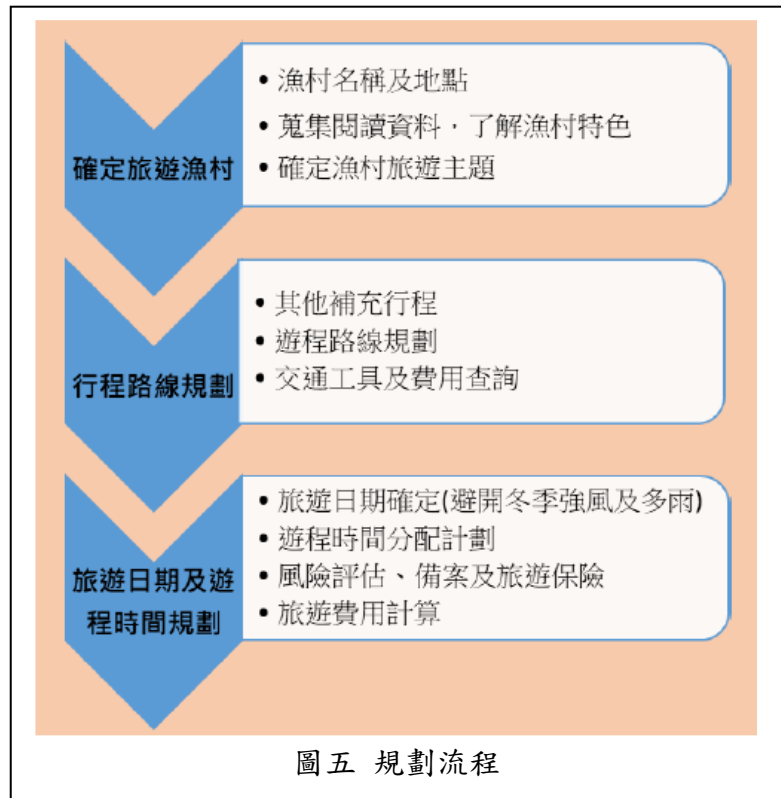 確定旅遊漁村
• 漁村名稱及地點
• 蒐集閱讀資料，了解漁村特色
• 確定漁村旅遊主題
行程路線規劃
• 其他補充行程
• 遊程路線規劃
• 交通工具及費用查詢
旅遊日期及遊
程時間規劃
• 旅遊日期確定(避開冬季強風及多雨)
• 遊程時間分配計劃
• 風險評估、備案及旅遊保險
• 旅遊費用計算
圖五 規劃流程